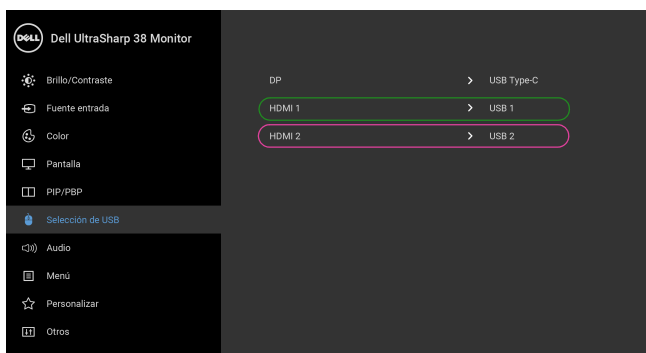 DELL Dell UltraSharp 38 Monitor
Brillo/Contraste
DP > USB Type-C
Fuente entrada
HDMI 1 > USB 1
Color
HDMI 2 > USB 2
Pantalla
PIP/PBP
Selección de USB
Audio
Menú
Personalizar
Otros